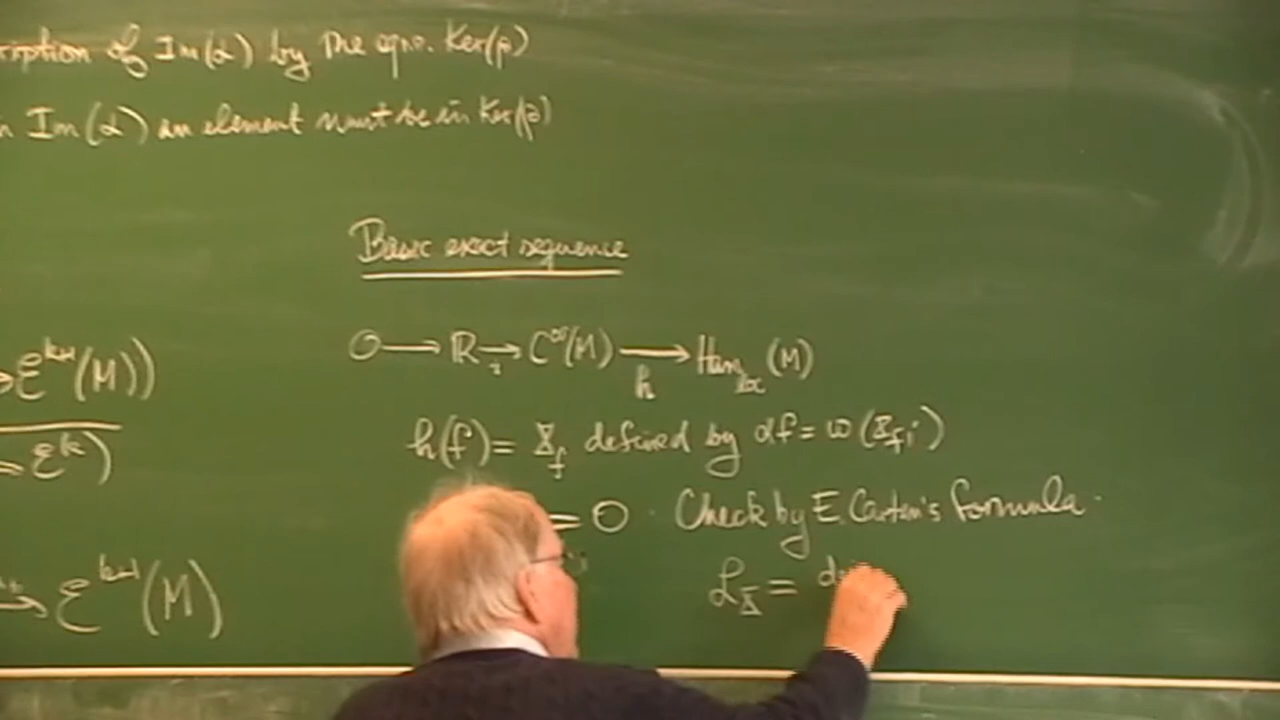 ription of Im(α) by the eqno. Ker(β)
n Im(α) an element must be in Ker(β)
Basic exact sequence
0 → ℝ → C^∞(M) → Ham_loc (M)
h
→ ℰ^{k+1}(M))
h(f) = X_f defined by df = ω(X_f, ·)
ℰ^k)
= 0 · Check by E. Cartan's formula ·
→ ℰ^{k+1}(M)
ℒ_X = d